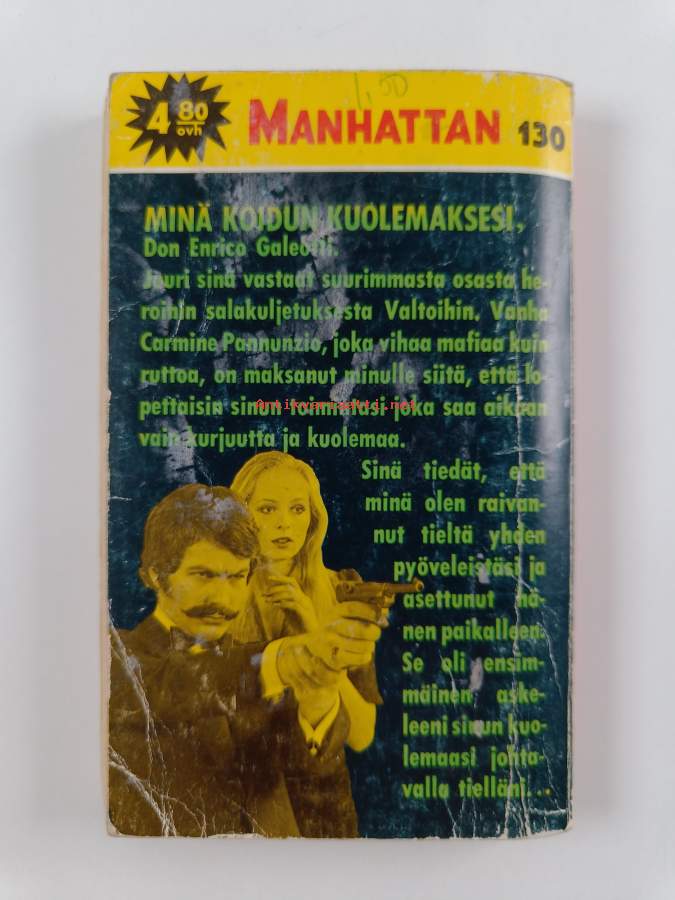 1,50
4 80
ovh
MANHATTAN 130
MINÄ KOIDUN KUOLEMAKSESI,
Don Enrico Galeotti.
Juuri sinä vastaat suurimmasta osasta he-
roiinin salakuljetuksesta Valtoihin. Vanha
Carmine Pannunzio, joka vihaa mafiaa kuin
ruttoa, on maksanut minulle siitä, että lo-
pettaisin sinun toimintasi joka saa aikaan
vain kurjuutta ja kuolemaa.
Antikvariaatti.net
Sinä tiedät, että
minä olen raivan-
nut tieltä yhden
pyöveleistäsi ja
asettunut hä-
nen paikalleen.
Se oli ensim-
mäinen aske-
leeni sinun kuo-
lemaasi johta-
valla tielläni...